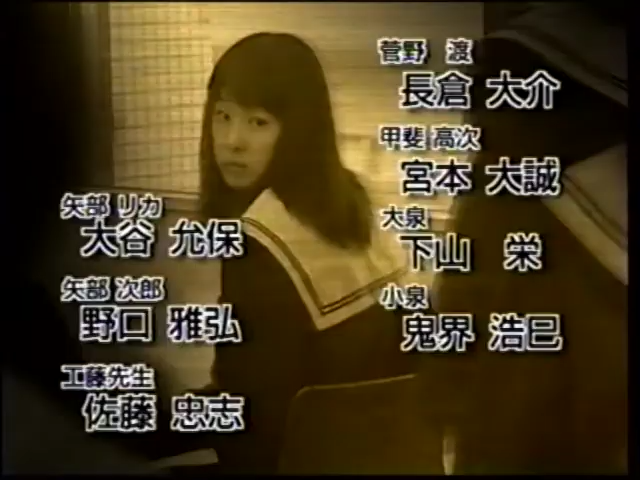 矢部 リカ
大谷 允保
矢部 次郎
野口 雅弘
工藤先生
佐藤 忠志
菅野 渡
長倉 大介
甲斐 高次
宮本 大誠
大泉
下山 栄
小泉
鬼界 浩巳